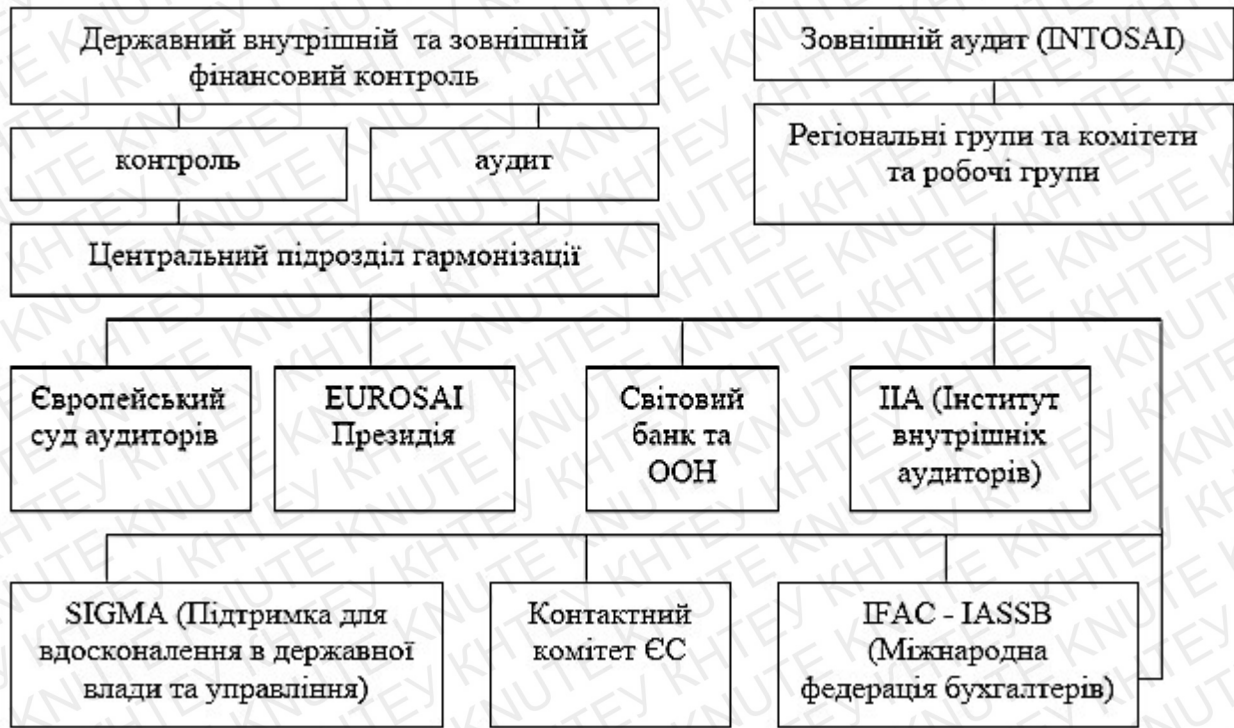 Державний внутрішній та зовнішній
фінансовий контроль
Зовнішній аудит (INTOSAI)
контроль
аудит
Регіональні групи та комітети
та робочі групи
Центральний підрозділ гармонізації
Європейський
суд аудиторів
EUROSAI
Президія
Світовий
банк та
ООН
ІІА (Інститут
внутрішніх
аудиторів)
SIGMA (Підтримка для
вдосконалення в державної
влади та управління)
Контактний
комітет ЄС
IFAC - IASSB
(Міжнародна
федерація бухгалтерів)